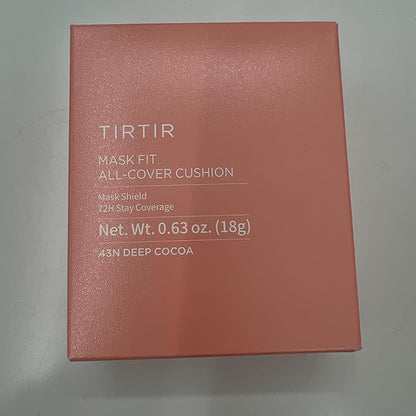 TIRTIR
MASK FIT
ALL-COVER CUSHION
Mask Shield
72H Stay Coverage
Net. Wt. 0.63 oz. (18g)
43N DEEP COCOA